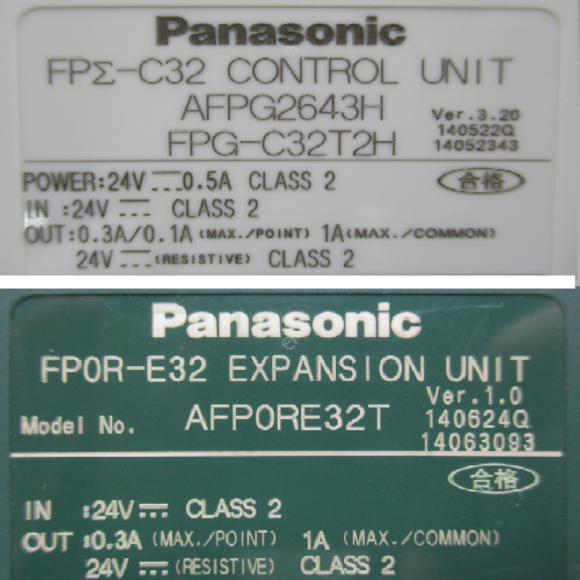 Panasonic
FPΣ-C32 CONTROL UNIT
AFPG2643H
Ver.3.20
FPG-C32T2H
140522Q
14052343
POWER:24V⎓0.5A CLASS 2
合格
IN :24V ⎓ CLASS 2
OUT:0.3A/0.1A(MAX./POINT) 1A(MAX./COMMON)
24V ⎓(RESISTIVE) CLASS 2
Panasonic
FP0R-E32 EXPANSION UNIT
Ver.1.0
Model No. AFP0RE32T
140624Q
14063093
合格
IN :24V⎓ CLASS 2
OUT :0.3A (MAX./POINT) 1A (MAX./COMMON)
24V ⎓ (RESISTIVE) CLASS 2